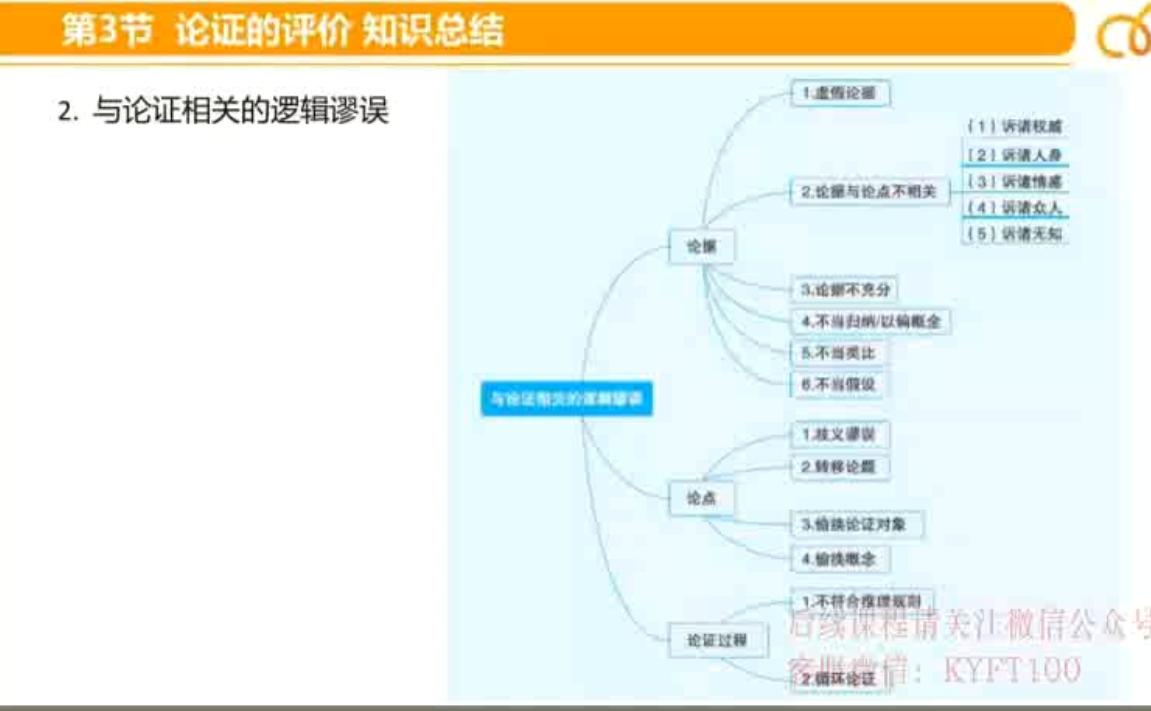 第3节 论证的评价 知识总结
2. 与论证相关的逻辑谬误
与论证相关的逻辑谬误
论据
1.虚假论据
2.论据与论点不相关
(1)诉诸权威
(2)诉诸人身
(3)诉诸情感
(4)诉诸众人
(5)诉诸无知
3.论据不充分
4.不当归纳/以偏概全
5.不当类比
6.不当假设
论点
1.歧义谬误
2.转移论题
3.偷换论证对象
4.偷换概念
论证过程
1.不符合推理规则
2.循环论证
后续课程请关注微信公众号
客服微信：KYFT100